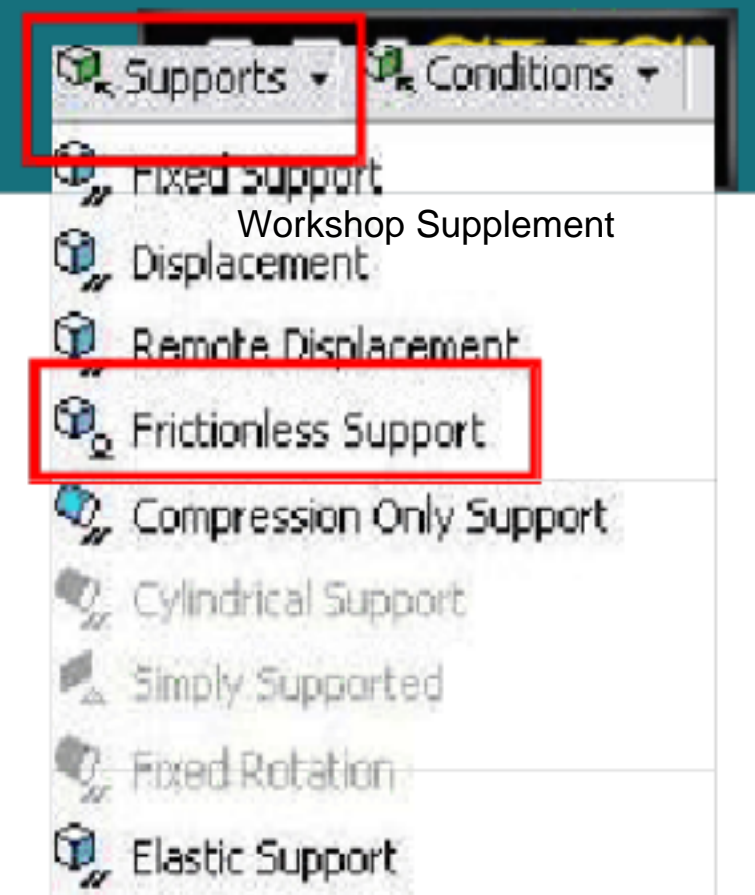 Supports Conditions
Fixed Support
Workshop Supplement
Displacement
Remote Displacement
Frictionless Support
Compression Only Support
Cylindrical Support
Simply Supported
Fixed Rotation
Elastic Support